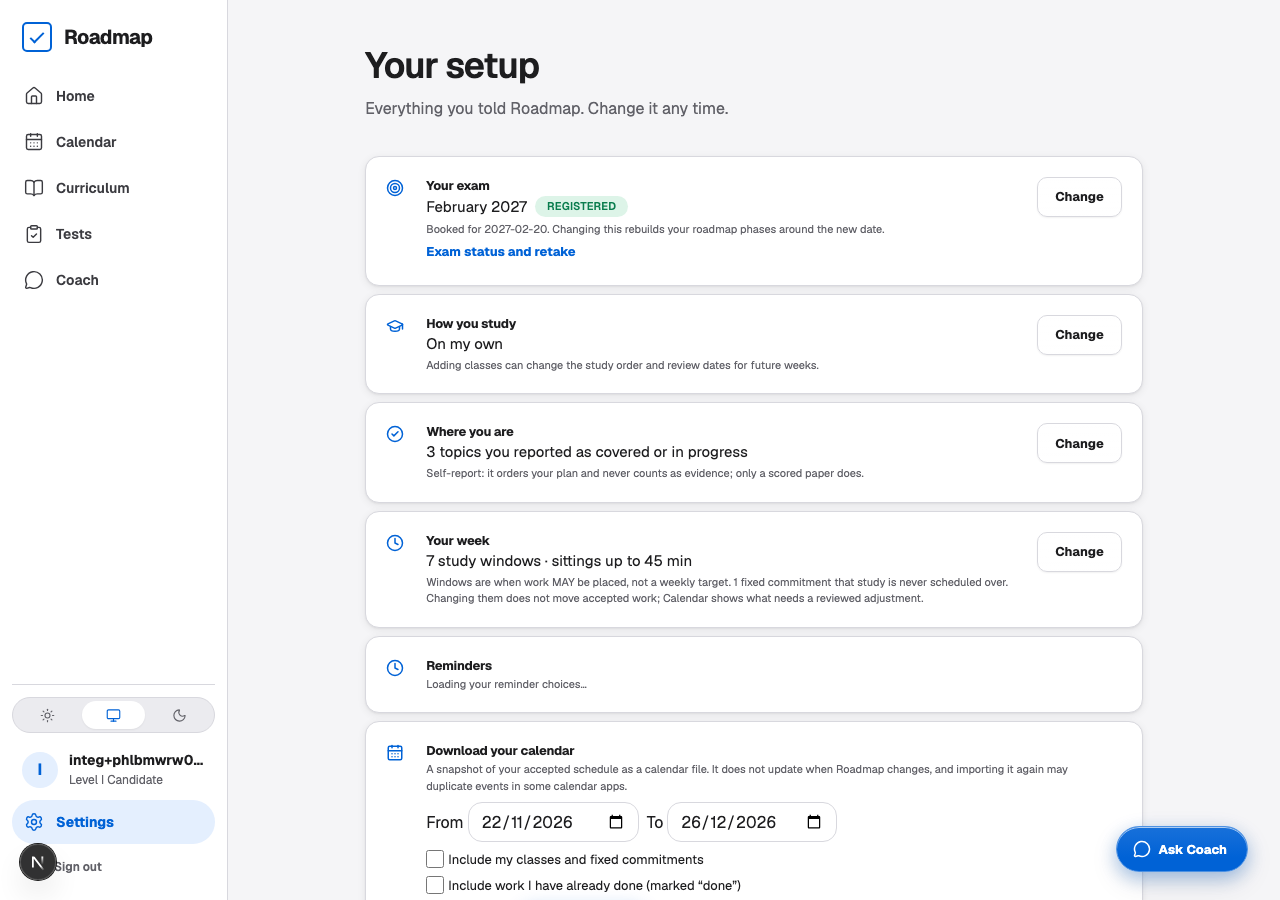 Roadmap
Home
Calendar
Curriculum
Tests
Coach
integ+phlbmwrw0...
Level I Candidate
Settings
N
Sign out
Your setup
Everything you told Roadmap. Change it any time.
Your exam
February 2027 REGISTERED
Booked for 2027-02-20. Changing this rebuilds your roadmap phases around the new date.
Exam status and retake
Change
How you study
On my own
Adding classes can change the study order and review dates for future weeks.
Change
Where you are
3 topics you reported as covered or in progress
Self-report: it orders your plan and never counts as evidence; only a scored paper does.
Change
Your week
7 study windows · sittings up to 45 min
Windows are when work MAY be placed, not a weekly target. 1 fixed commitment that study is never scheduled over.
Changing them does not move accepted work; Calendar shows what needs a reviewed adjustment.
Change
Reminders
Loading your reminder choices…
Download your calendar
A snapshot of your accepted schedule as a calendar file. It does not update when Roadmap changes, and importing it again may
duplicate events in some calendar apps.
From 22/11/2026 To 26/12/2026
Include my classes and fixed commitments
Include work I have already done (marked “done”)
Ask Coach
I